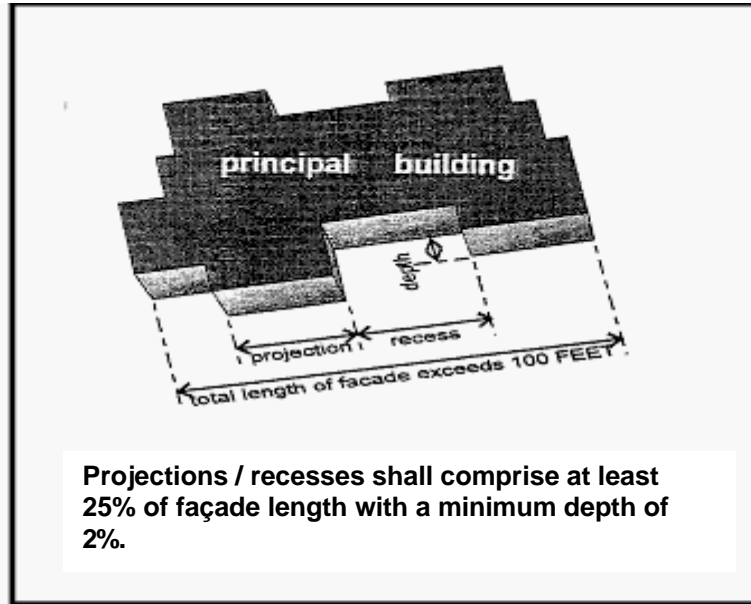 principal building
depth
projection
recess
total length of facade exceeds 100 FEET
Projections / recesses shall comprise at least
25% of façade length with a minimum depth of
2%.